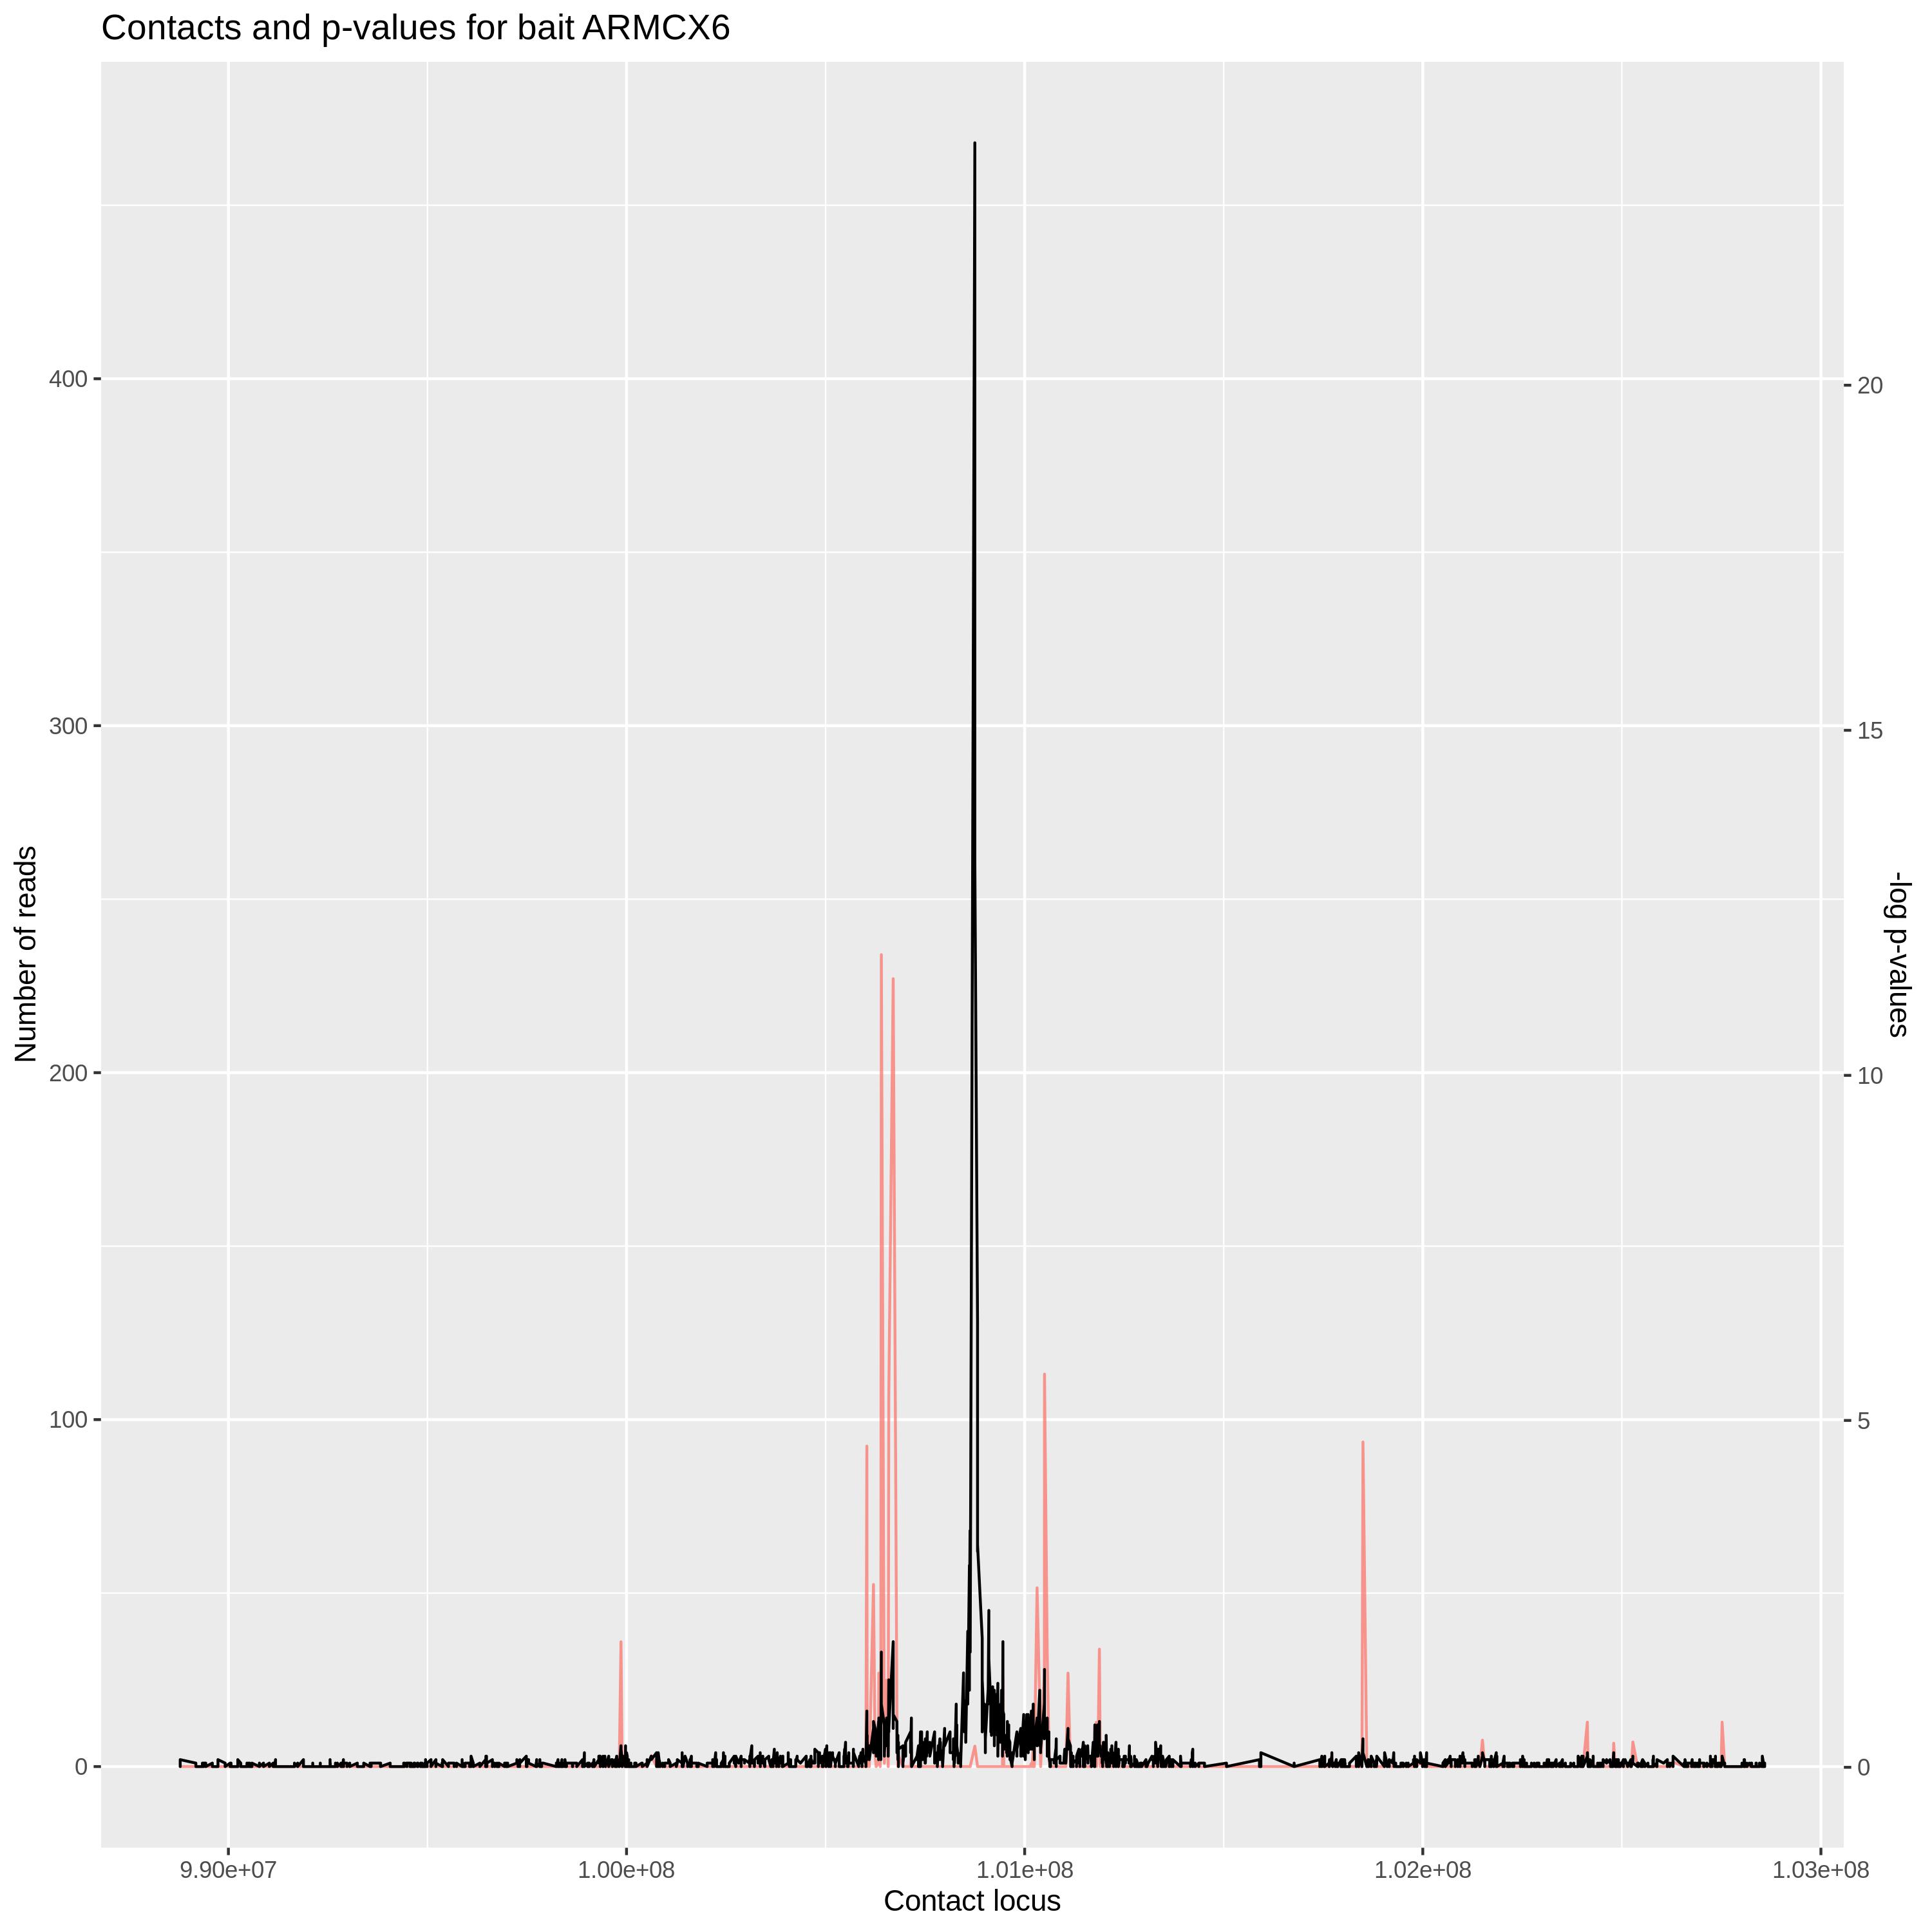 Contacts and p-values for bait ARMCX6
Number of reads
400
300
200
100
0
20
15
10
5
0
-log p-values
9.90e+07
1.00e+08
1.01e+08
1.02e+08
1.03e+08
Contact locus